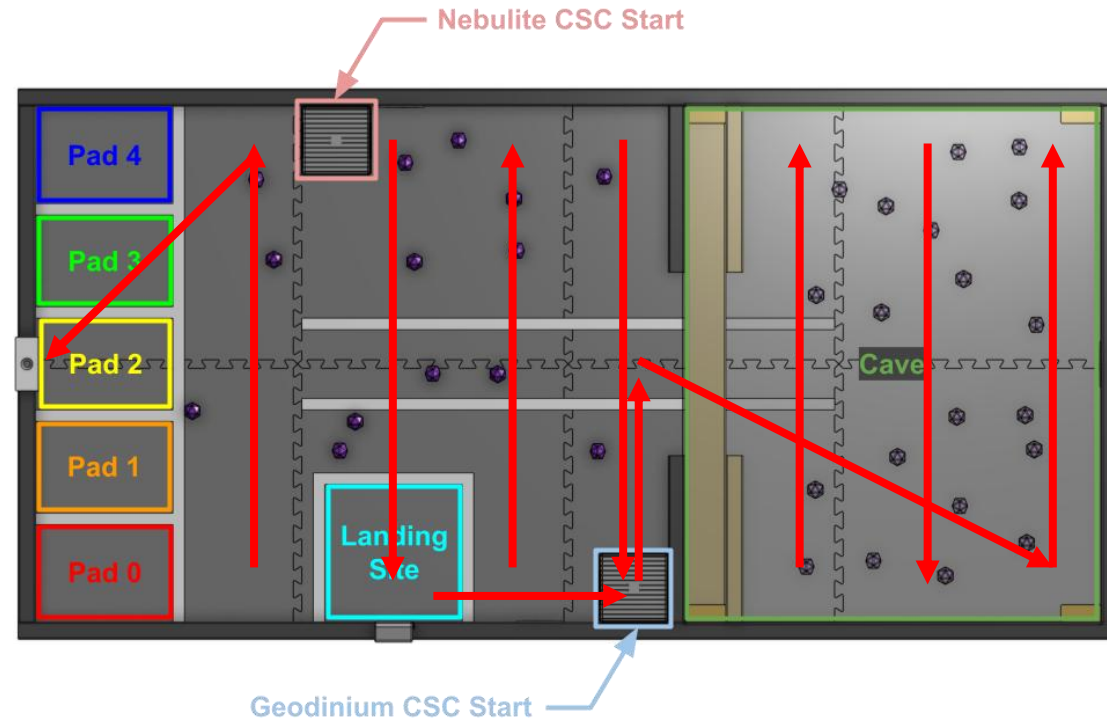 Nebulite CSC Start
Pad 4
Pad 3
Pad 2
Cave
Pad 1
Landing
Site
Pad 0
Geodinium CSC Start